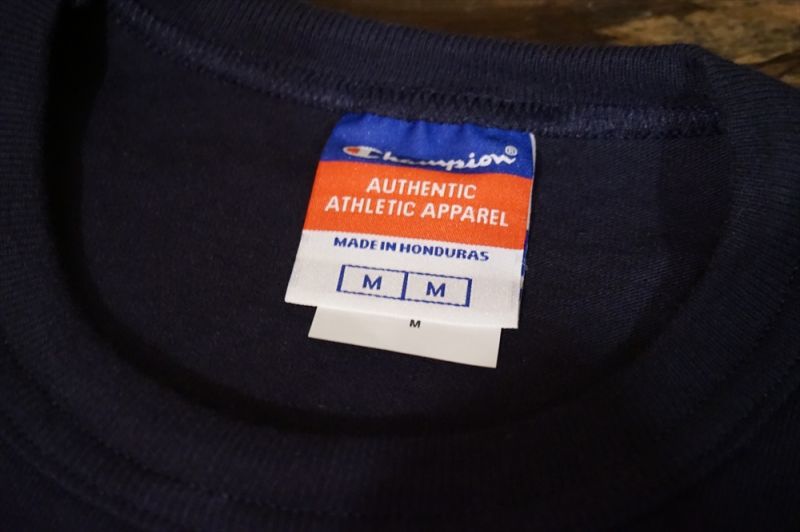 Champion®
AUTHENTIC
ATHLETIC APPAREL
MADE IN HONDURAS
M M
M